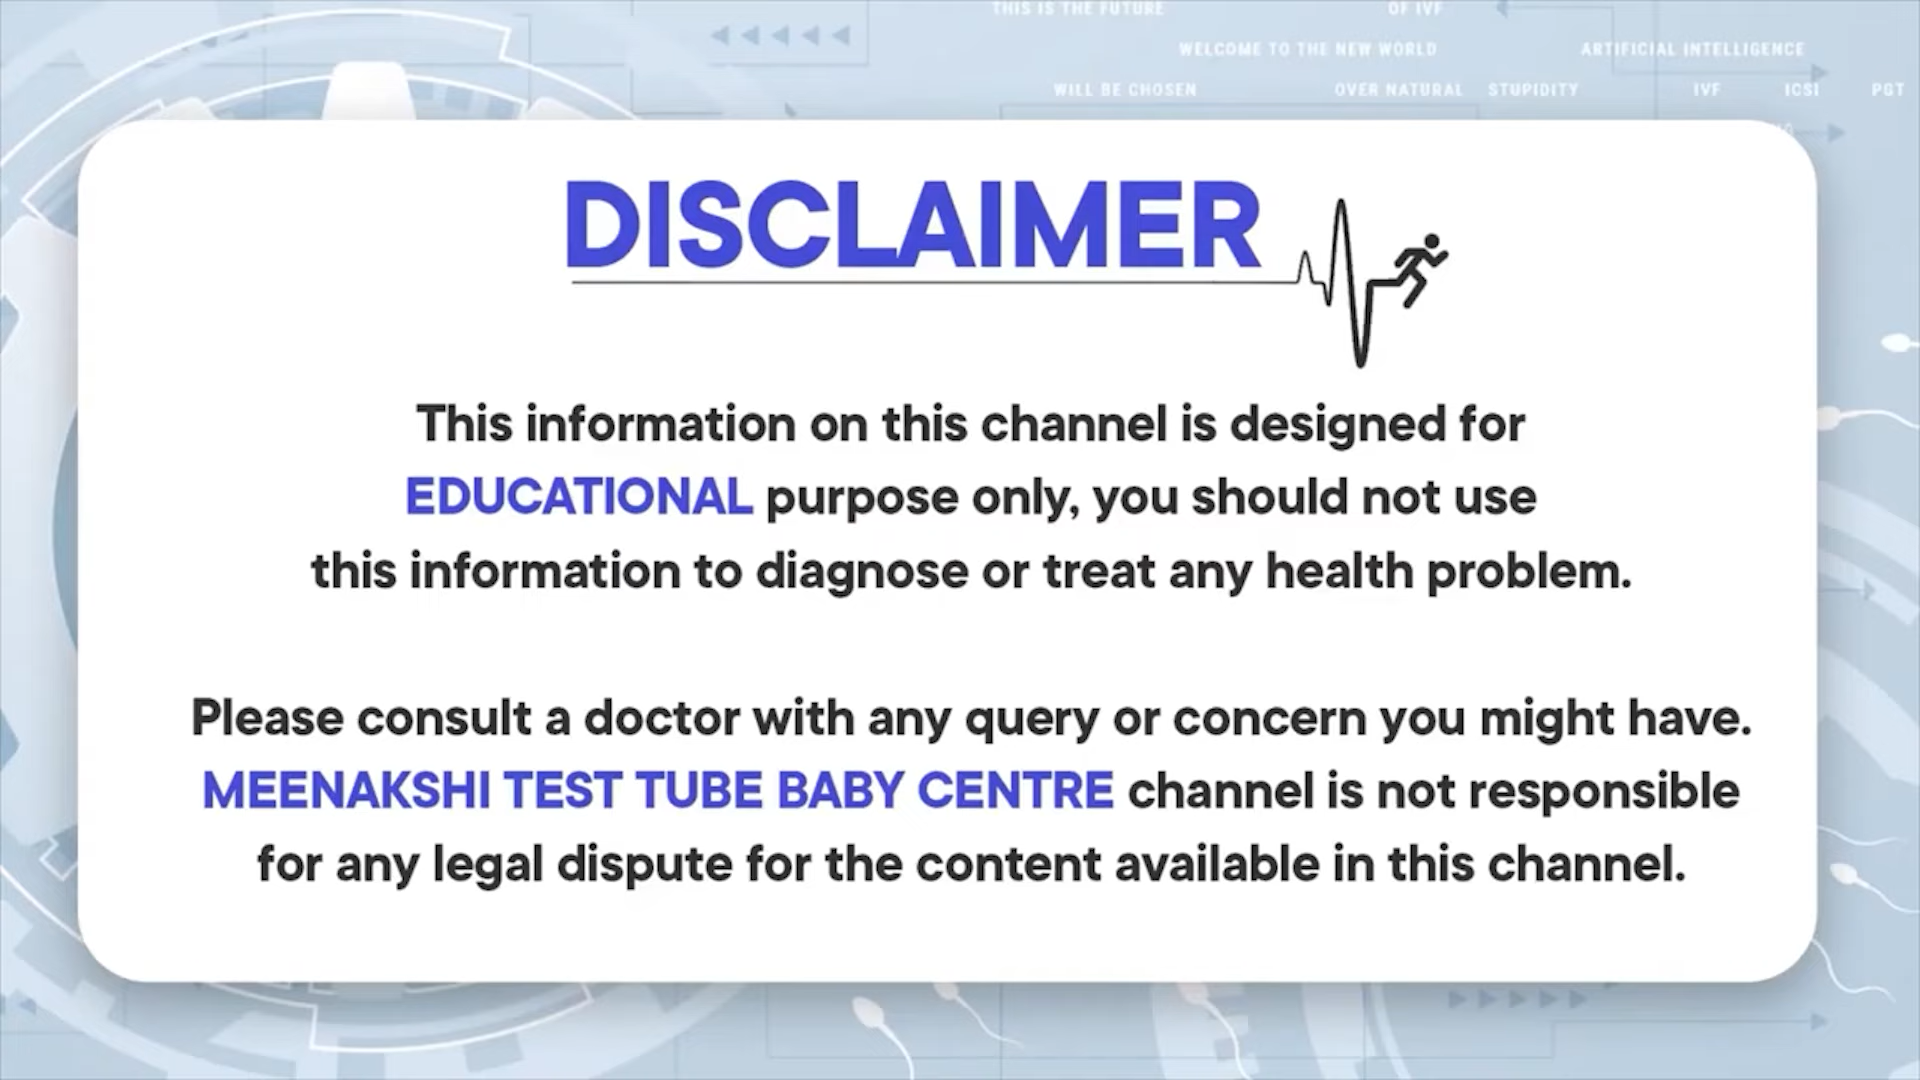 THIS IS THE FUTURE OF IVF
WELCOME TO THE NEW WORLD ARTIFICIAL INTELLIGENCE
WILL BE CHOSEN OVER NATURAL STUPIDITY IVF ICSI PGT
DISCLAIMER
This information on this channel is designed for
EDUCATIONAL purpose only, you should not use
this information to diagnose or treat any health problem.
Please consult a doctor with any query or concern you might have.
MEENAKSHI TEST TUBE BABY CENTRE channel is not responsible
for any legal dispute for the content available in this channel.